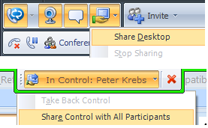 Invite
Conferen
Share Desktop
Stop Sharing
In Control: Peter Krebs
Take Back Control
Share Control with All Participants